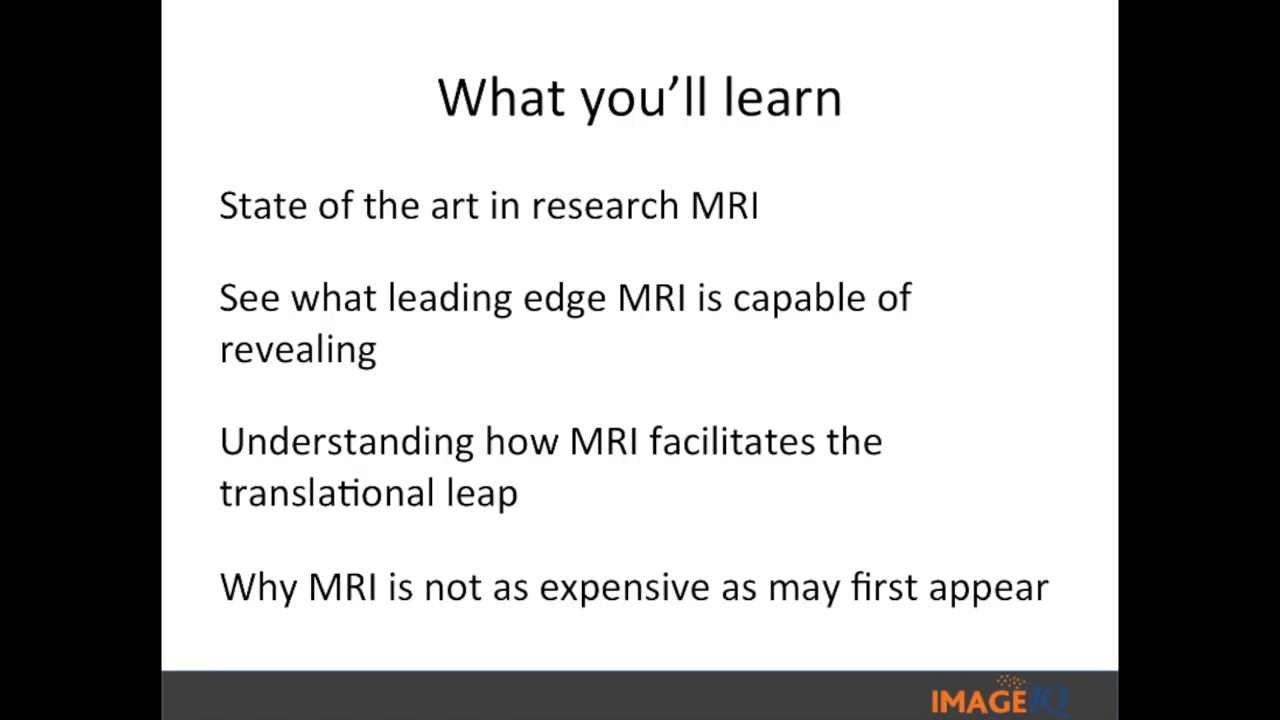 What you’ll learn
State of the art in research MRI
See what leading edge MRI is capable of
revealing
Understanding how MRI facilitates the
translational leap
Why MRI is not as expensive as may first appear
IMAGEIQ